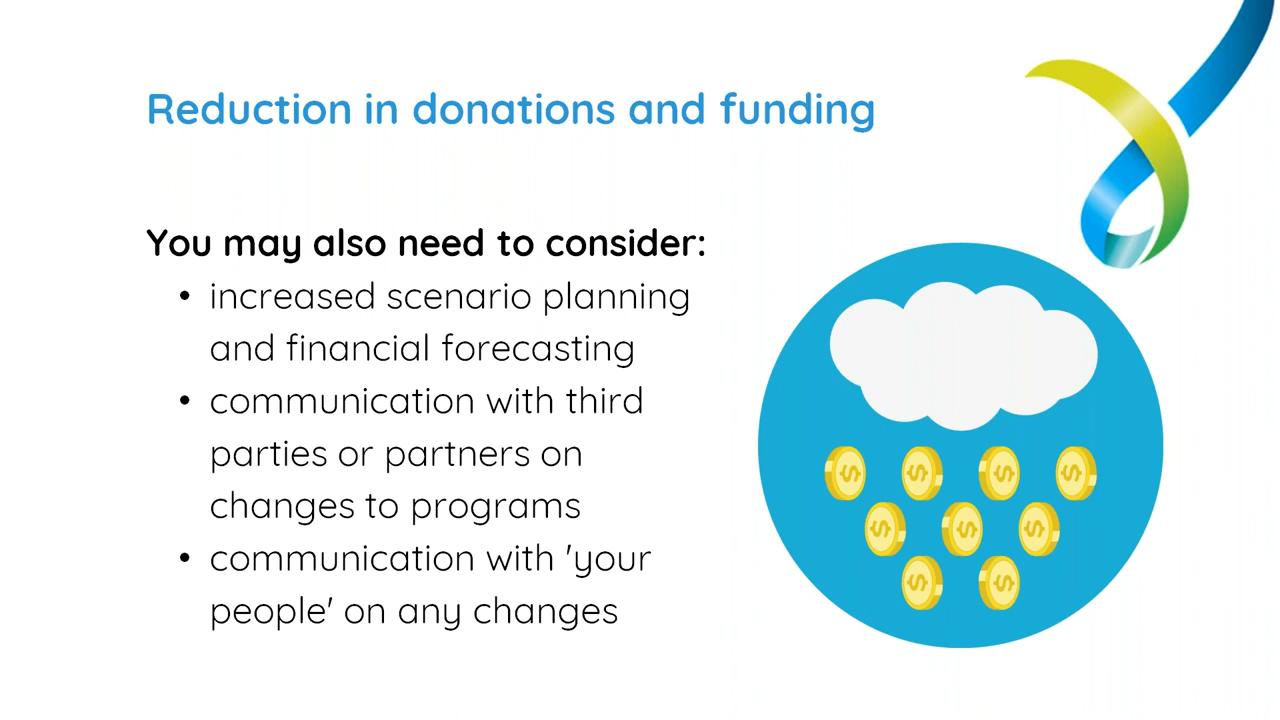 Reduction in donations and funding
You may also need to consider:
• increased scenario planning
and financial forecasting
• communication with third
parties or partners on
changes to programs
• communication with 'your
people' on any changes
$ $ $ $
$ $ $
$ $